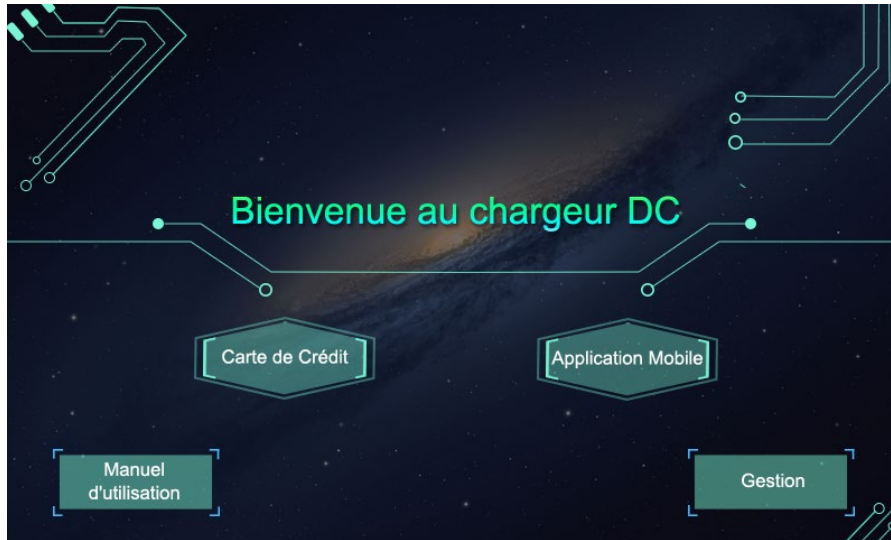 Bienvenue au chargeur DC
Carte de Crédit
Application Mobile
Manuel
d'utilisation
Gestion